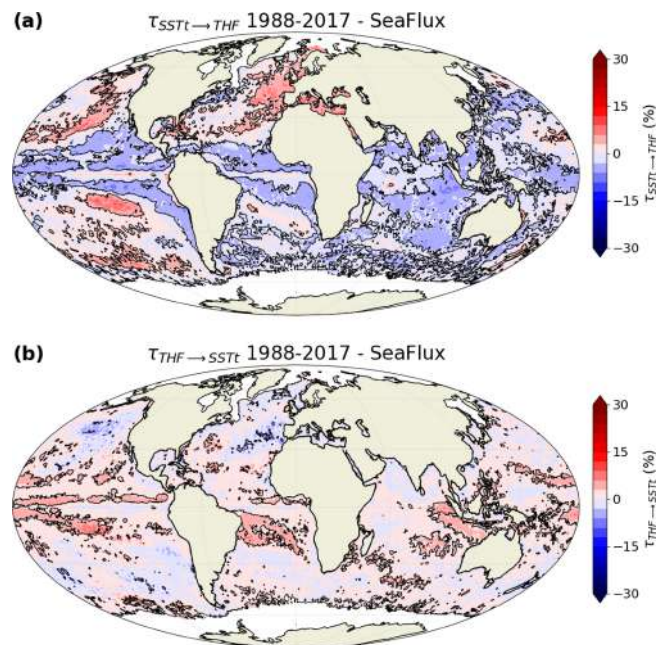 (a)
τSSTt→THF 1988-2017 - SeaFlux
30
15
0
−15
−30
τSSTt→THF (%)
(b)
τTHF→SSTt 1988-2017 - SeaFlux
30
15
0
−15
−30
τTHF→SSTt (%)